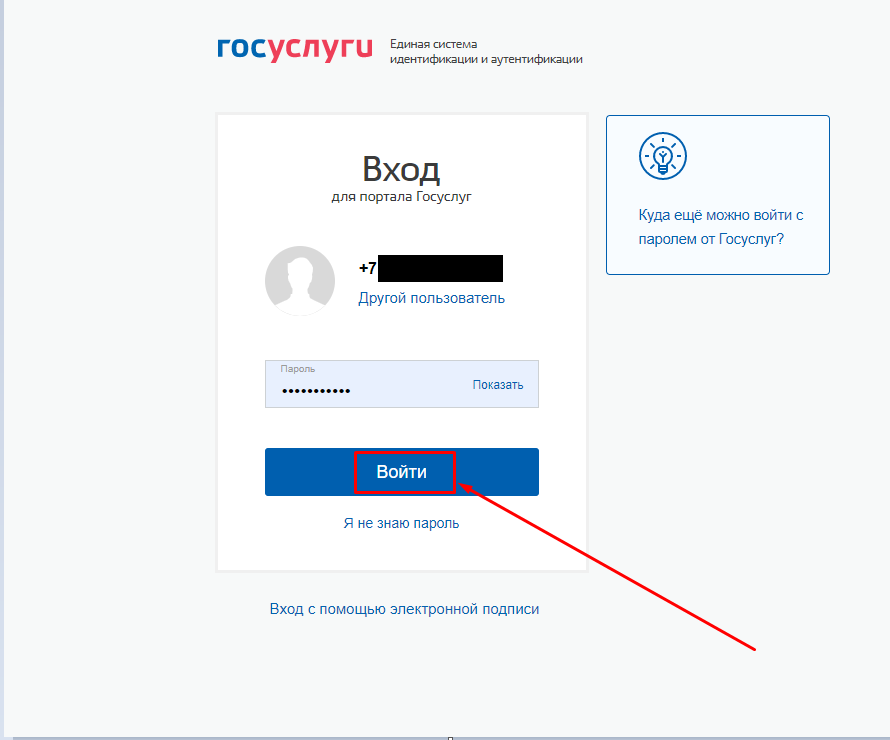 госуслуги
Единая система
идентификации и аутентификации
Вход
для портала Госуслуг
+7
Другой пользователь
Пароль
•••••••••••
Показать
Войти
Я не знаю пароль
Вход с помощью электронной подписи
Куда ещё можно войти с
паролем от Госуслуг?